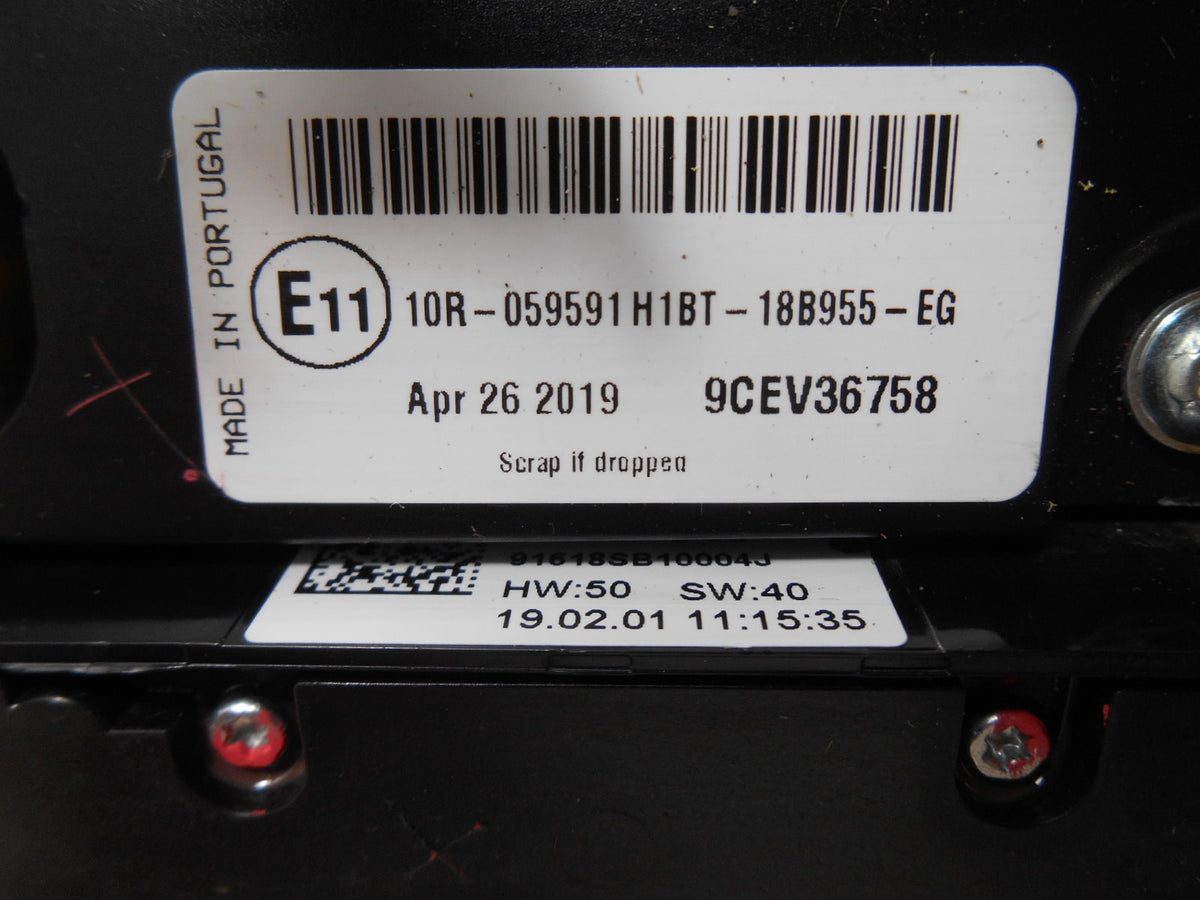 MADE IN PORTUGAL
E11 10R-059591 H1BT-18B955-EG
Apr 26 2019 9CEV36758
Scrap if dropped
91618SB10004J
HW:50 SW:40
19.02.01 11:15:35